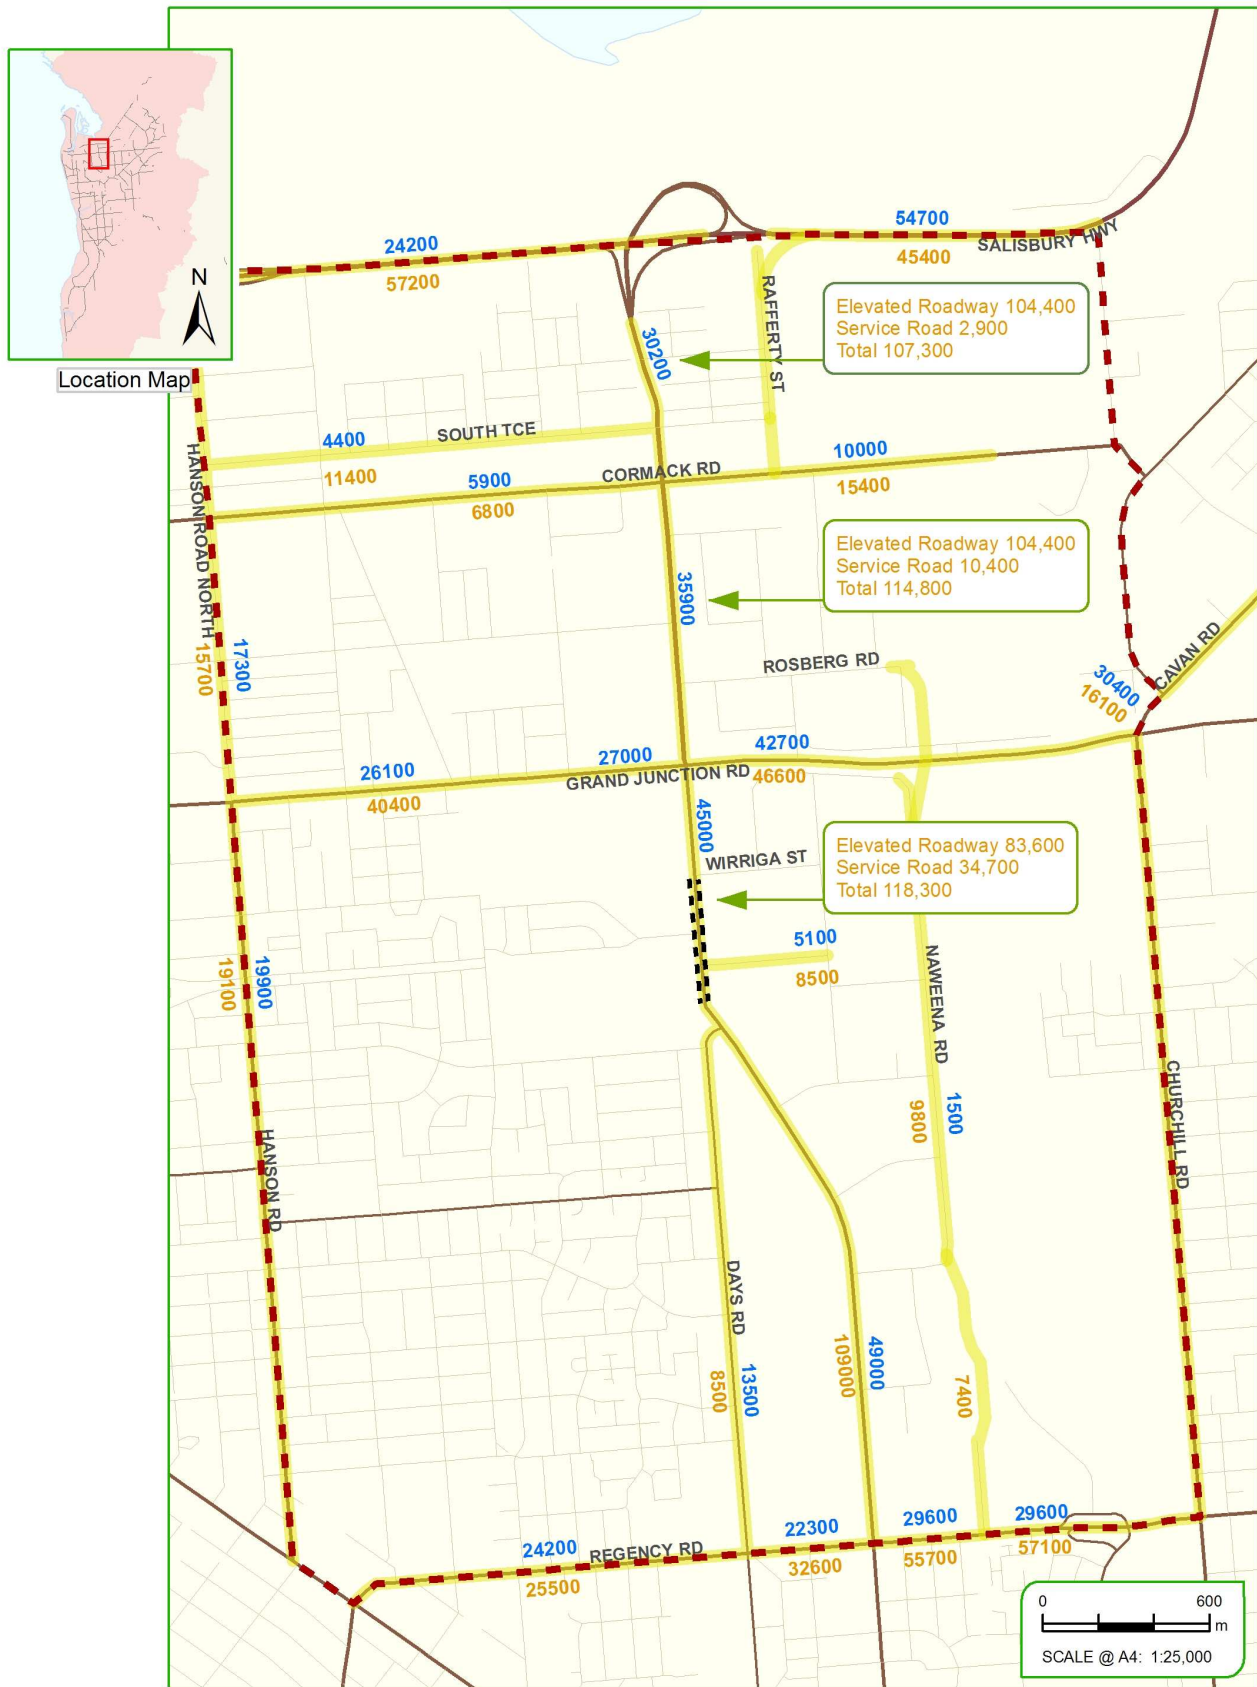 N
Location Map
24200
57200
54700
45400
SALISBURY HWY
RAFFERTY ST
30200
Elevated Roadway 104,400
Service Road 2,900
Total 107,300
HANSON ROAD NORTH
4400
SOUTH TCE
11400
5900
CORMACK RD
6800
10000
15400
35900
Elevated Roadway 104,400
Service Road 10,400
Total 114,800
15700
17300
ROSBERG RD
30400
16100
CAVAN RD
26100
40400
27000
GRAND JUNCTION RD
42700
46600
45000
WIRRIGA ST
Elevated Roadway 83,600
Service Road 34,700
Total 118,300
5100
8500
19100
19900
NAWEENA RD
9800
1500
CHURCHILL RD
HANSON RD
DAYS RD
8500
13500
109000
49000
7400
24200
REGENCY RD
25500
22300
32600
29600
55700
29600
57100
0 600
m
SCALE @ A4: 1:25,000